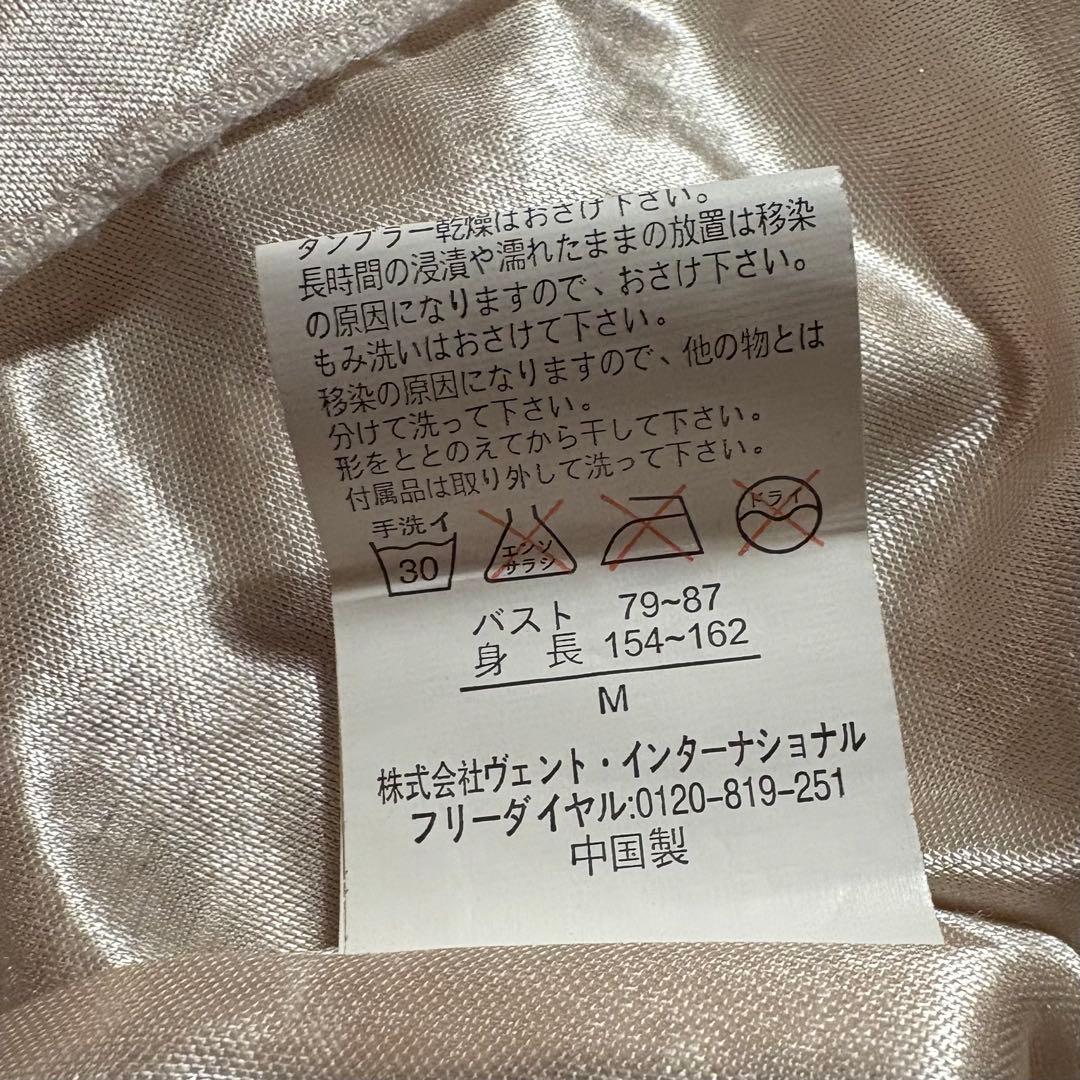 タンブラー乾燥はおさけ下さい。
長時間の浸漬や濡れたままの放置は移染
の原因になりますので、おさけ下さい。
もみ洗いはおさけて下さい。
移染の原因になりますので、他の物とは
分けて洗って下さい。
形をととのえてから干して下さい。
付属品は取り外して洗って下さい。
手洗イ
30
エンソ
サラシ
ドライ
バスト 79~87
身 長 154~162
M
株式会社ヴェント・インターナショナル
フリーダイヤル:0120-819-251
中国製